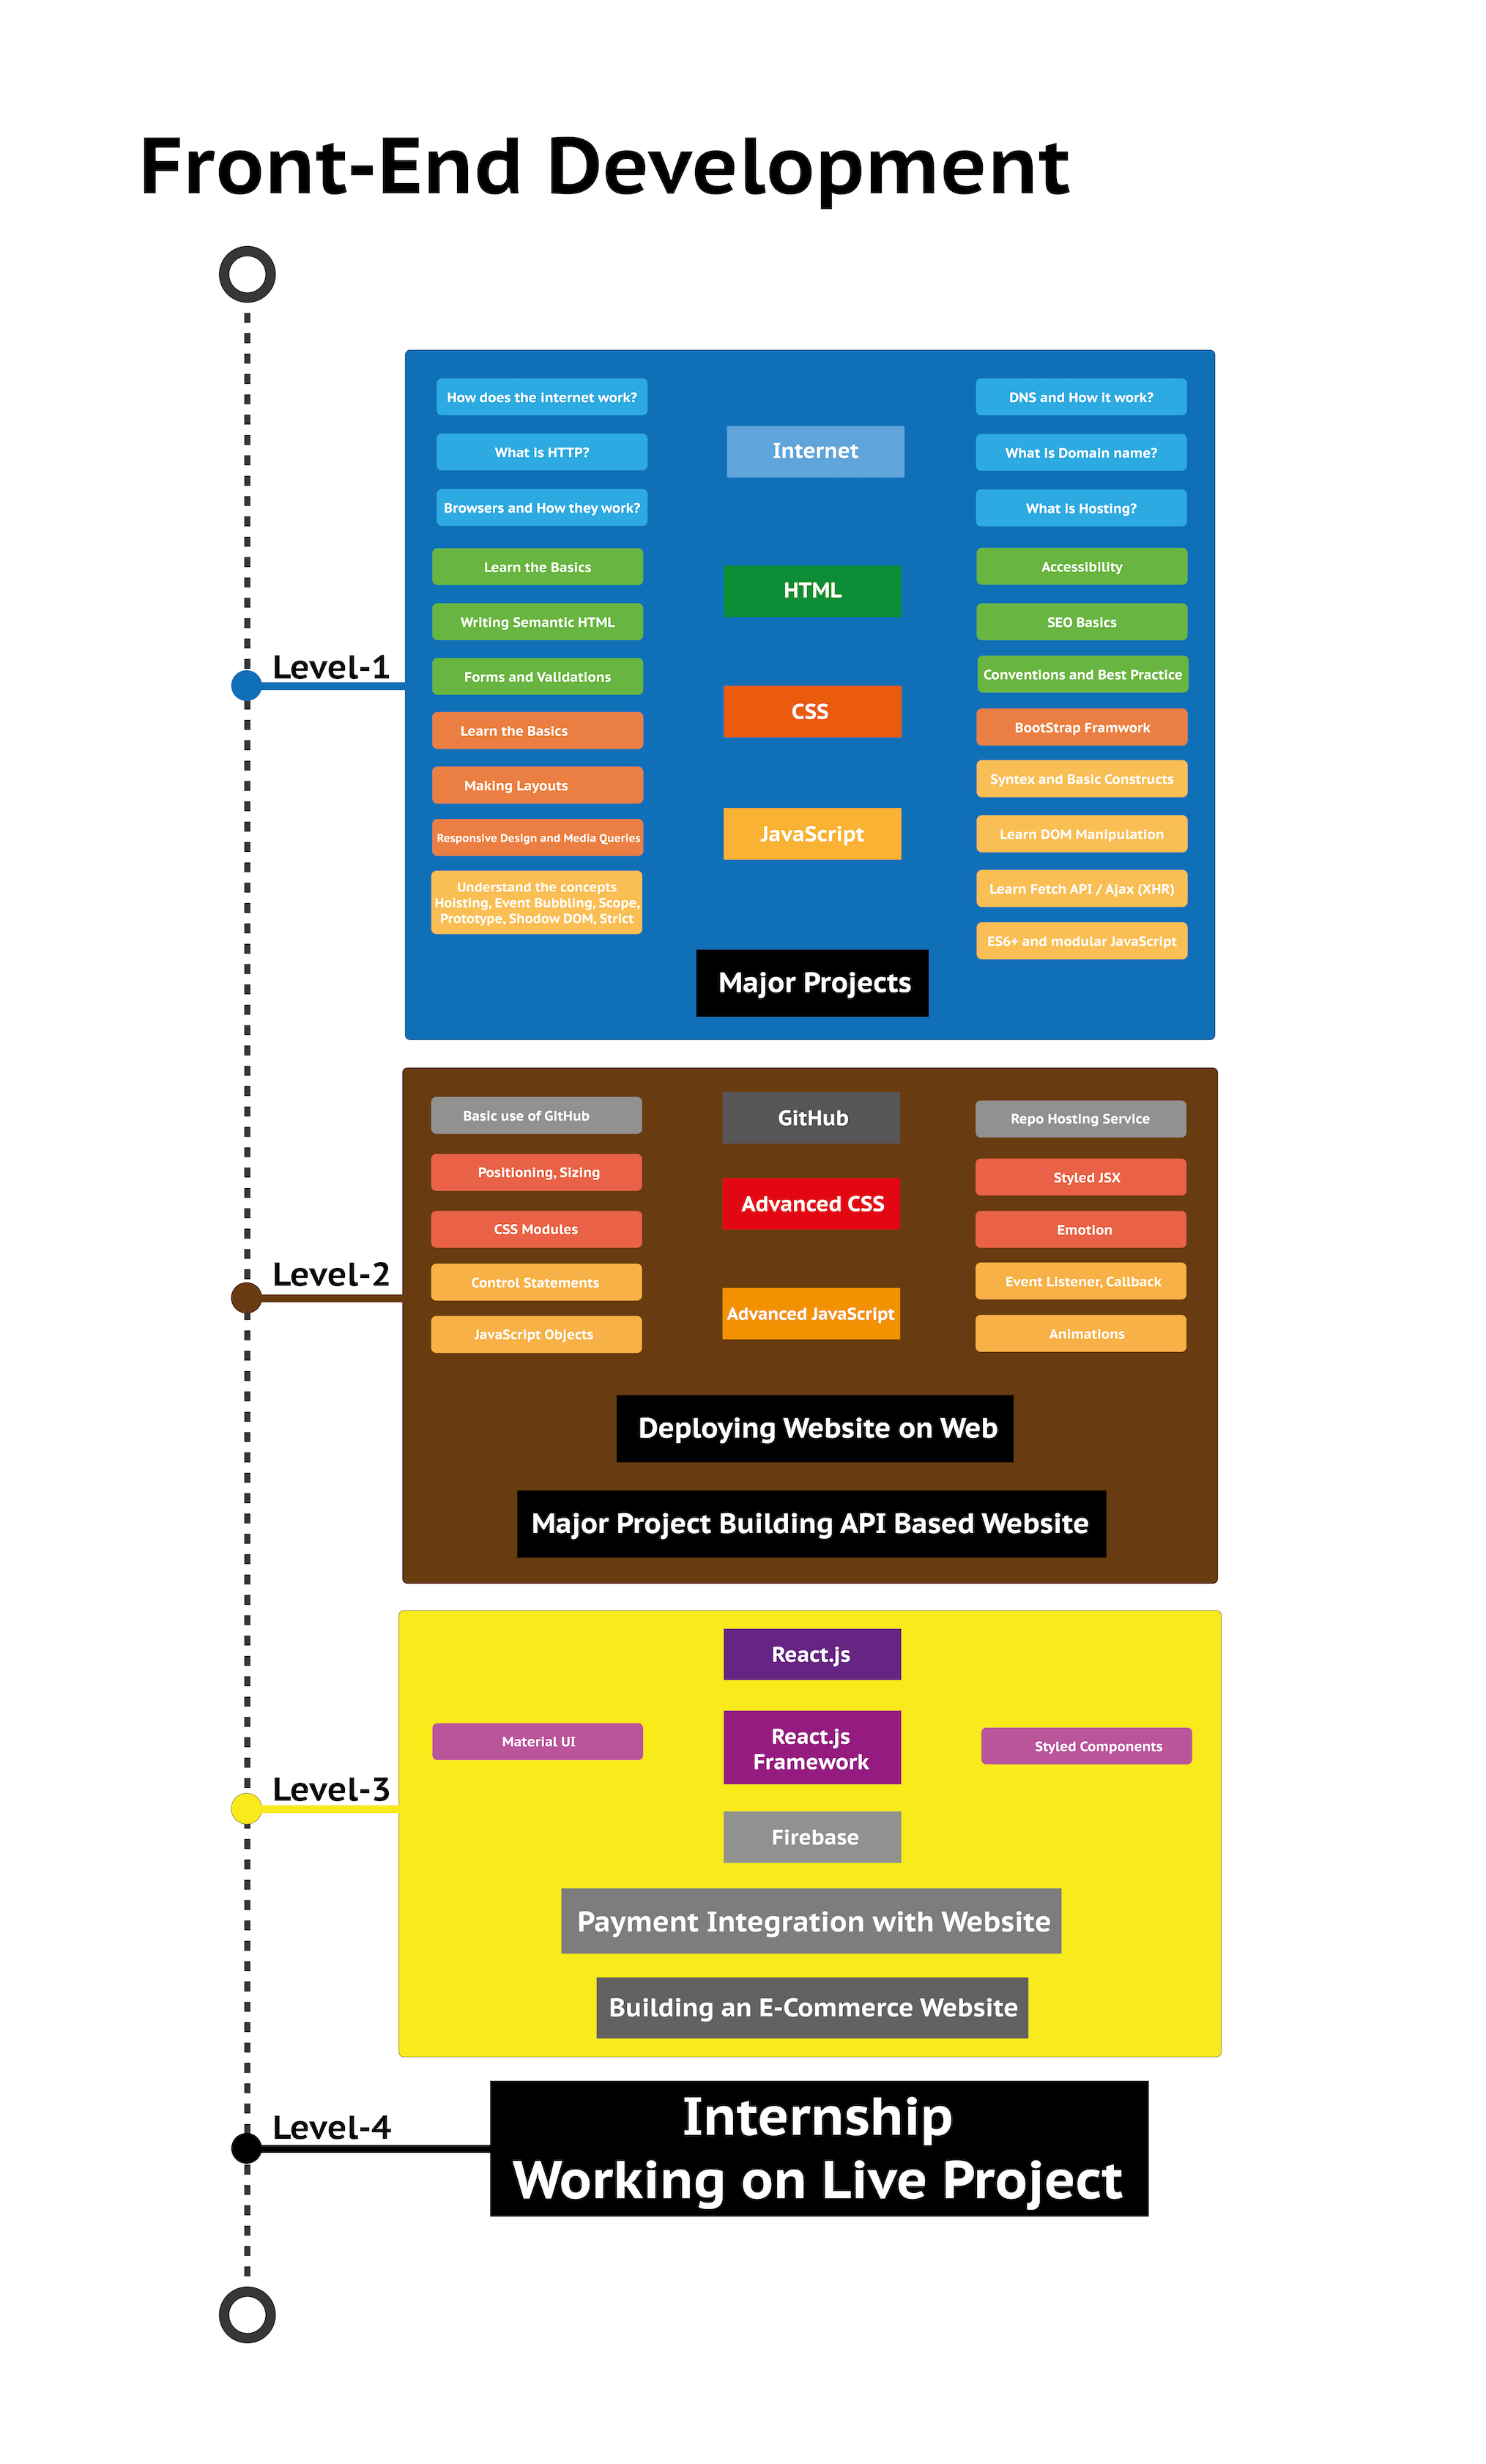 Front-End Development
Level-1
How does the internet work?
What is HTTP?
Browsers and How they work?
Internet
DNS and How it work?
What is Domain name?
What is Hosting?
Learn the Basics
Writing Semantic HTML
Forms and Validations
HTML
Accessibility
SEO Basics
Conventions and Best Practice
Learn the Basics
Making Layouts
Responsive Design and Media Queries
CSS
BootStrap Framwork
Understand the concepts
Hoisting, Event Bubbling, Scope,
Prototype, Shodow DOM, Strict
JavaScript
Syntex and Basic Constructs
Learn DOM Manipulation
Learn Fetch API / Ajax (XHR)
ES6+ and modular JavaScript
Major Projects
Level-2
Basic use of GitHub
GitHub
Repo Hosting Service
Positioning, Sizing
CSS Modules
Advanced CSS
Styled JSX
Emotion
Control Statements
JavaScript Objects
Advanced JavaScript
Event Listener, Callback
Animations
Deploying Website on Web
Major Project Building API Based Website
Level-3
React.js
Material UI
React.js
Framework
Styled Components
Firebase
Payment Integration with Website
Building an E-Commerce Website
Level-4
Internship
Working on Live Project